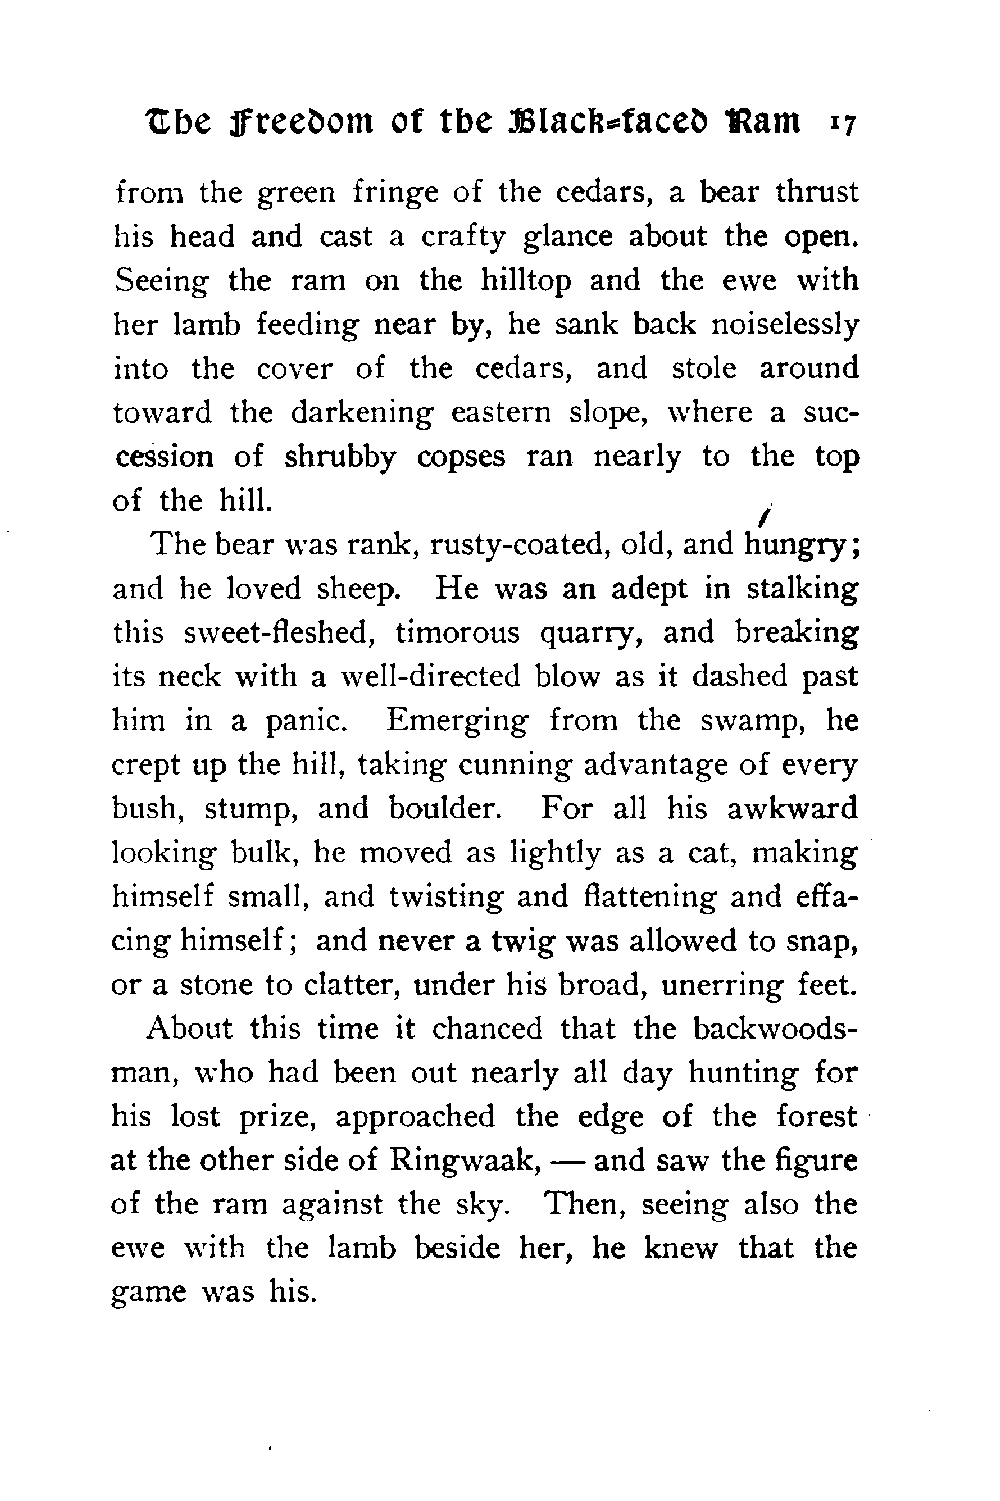 The Freedom of the Black-faced Ram 17
from the green fringe of the cedars, a bear thrust
his head and cast a crafty glance about the open.
Seeing the ram on the hilltop and the ewe with
her lamb feeding near by, he sank back noiselessly
into the cover of the cedars, and stole around
toward the darkening eastern slope, where a suc-
cession of shrubby copses ran nearly to the top
of the hill.
The bear was rank, rusty-coated, old, and hungry;
and he loved sheep. He was an adept in stalking
this sweet-fleshed, timorous quarry, and breaking
its neck with a well-directed blow as it dashed past
him in a panic. Emerging from the swamp, he
crept up the hill, taking cunning advantage of every
bush, stump, and boulder. For all his awkward
looking bulk, he moved as lightly as a cat, making
himself small, and twisting and flattening and effa-
cing himself; and never a twig was allowed to snap,
or a stone to clatter, under his broad, unerring feet.
About this time it chanced that the backwoods-
man, who had been out nearly all day hunting for
his lost prize, approached the edge of the forest
at the other side of Ringwaak, — and saw the figure
of the ram against the sky. Then, seeing also the
ewe with the lamb beside her, he knew that the
game was his.